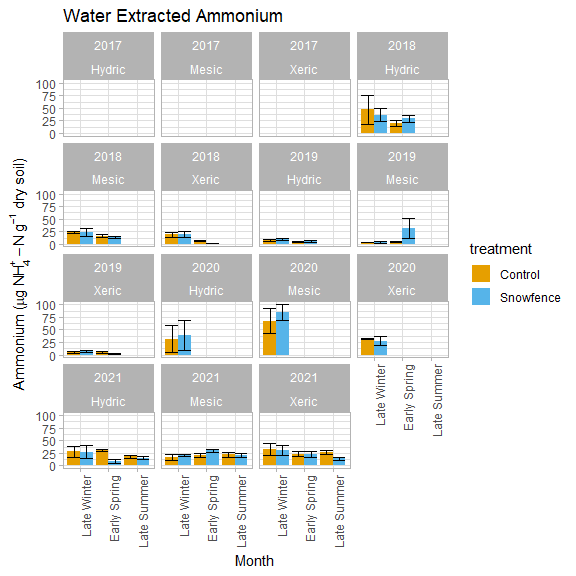 Water Extracted Ammonium
2017 2017 2017 2018
Hydric Mesic Xeric Hydric
100
75
50
25
0
2018 2018 2019 2019
Mesic Xeric Hydric Mesic
100
75
50
25
0
2019 2020 2020 2020
Xeric Hydric Mesic Xeric
100
75
50
25
0
2021 2021 2021
Hydric Mesic Xeric
100
75
50
25
0
Late Winter Early Spring Late Summer
Late Winter Early Spring Late Summer
Late Winter Early Spring Late Summer
Late Winter Early Spring Late Summer
Month
Ammonium (μg NH₄⁺ − N g⁻¹ dry soil)
treatment
Control
Snowfence